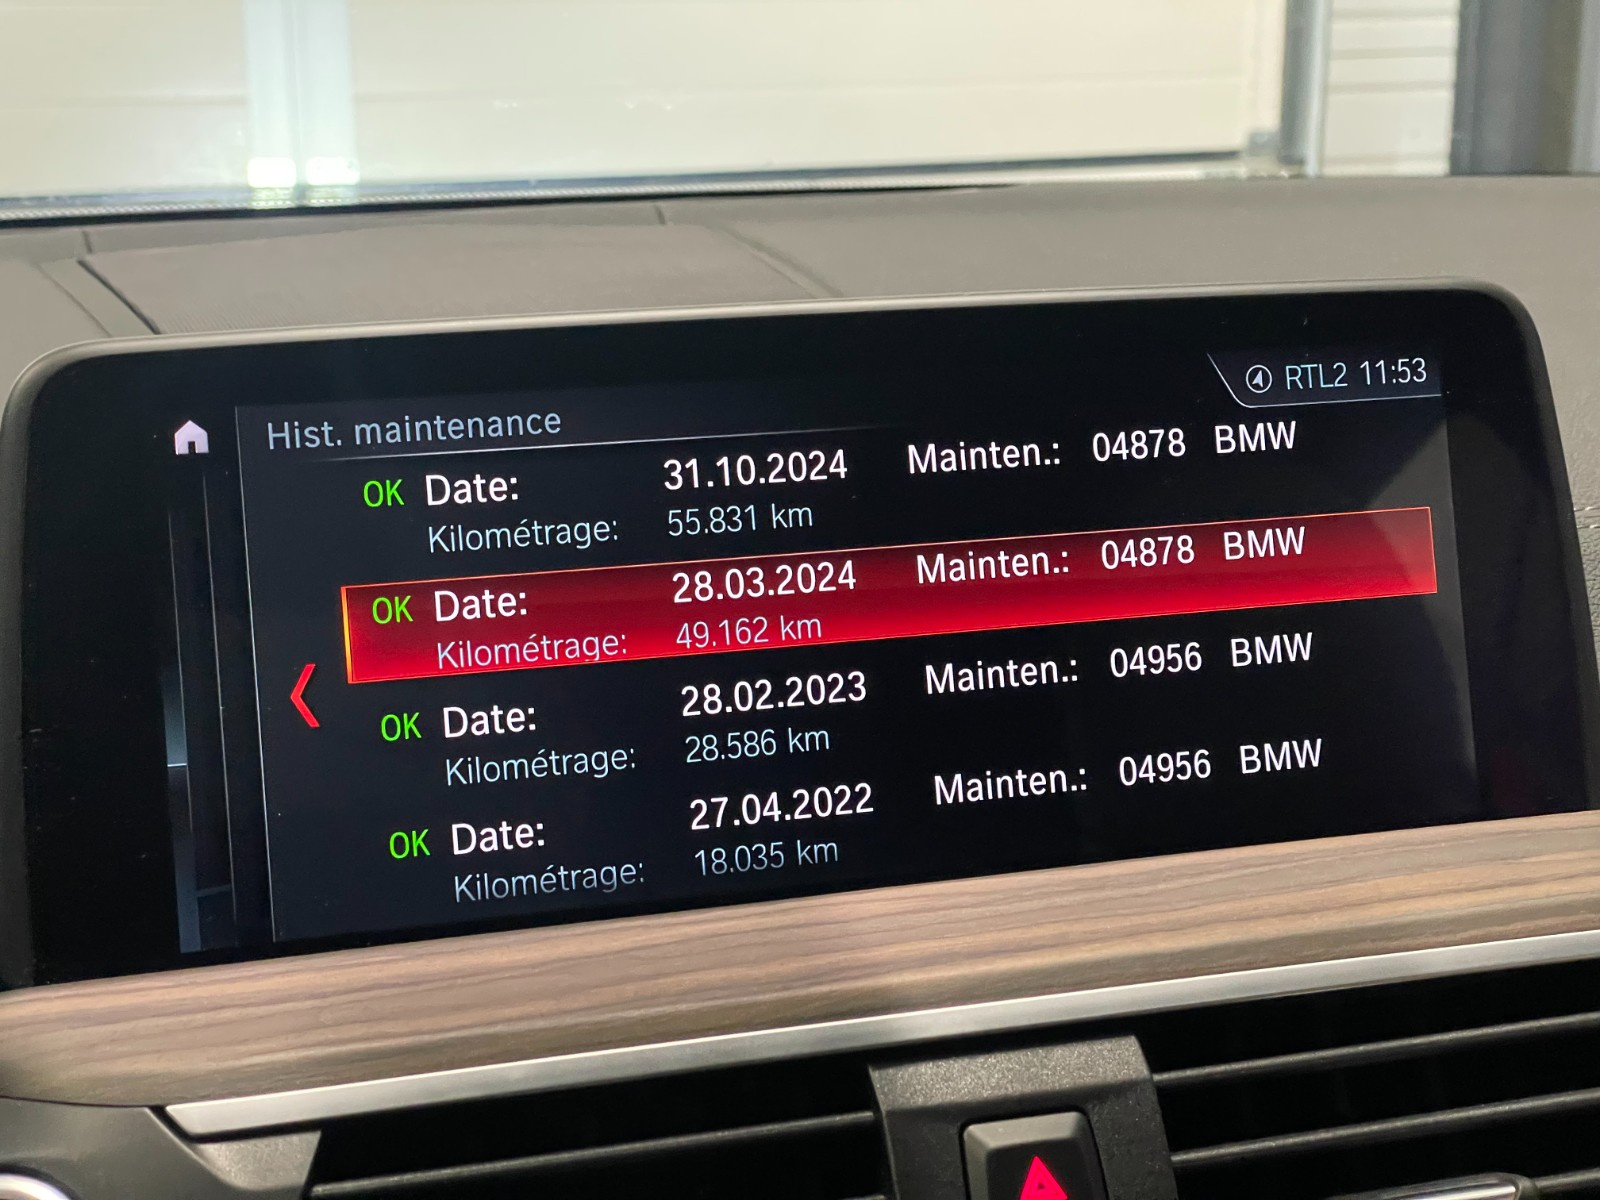 RTL2 11:53
Hist. maintenance
OK Date: 31.10.2024 Mainten.: 04878 BMW
Kilométrage: 55.831 km
OK Date: 28.03.2024 Mainten.: 04878 BMW
Kilométrage: 49.162 km
OK Date: 28.02.2023 Mainten.: 04956 BMW
Kilométrage: 28.586 km
OK Date: 27.04.2022 Mainten.: 04956 BMW
Kilométrage: 18.035 km